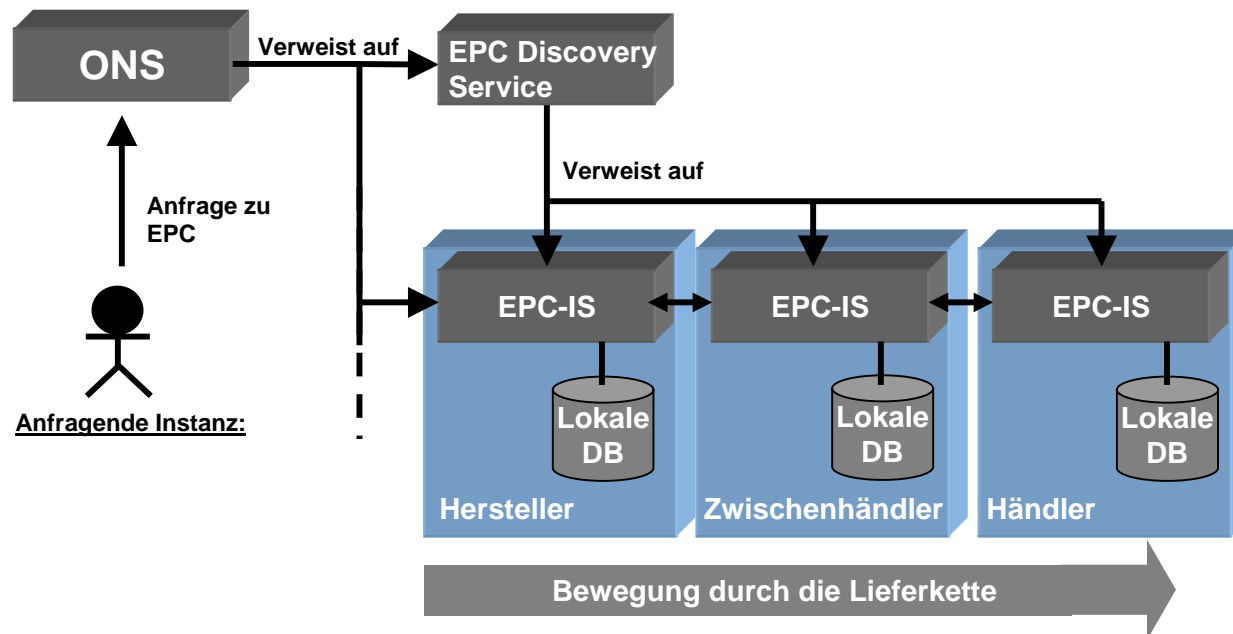 ONS
Verweist auf
EPC Discovery
Service
Verweist auf
Anfrage zu
EPC
Anfragende Instanz:
EPC-IS
EPC-IS
EPC-IS
Lokale
DB
Lokale
DB
Lokale
DB
Hersteller
Zwischenhändler
Händler
Bewegung durch die Lieferkette